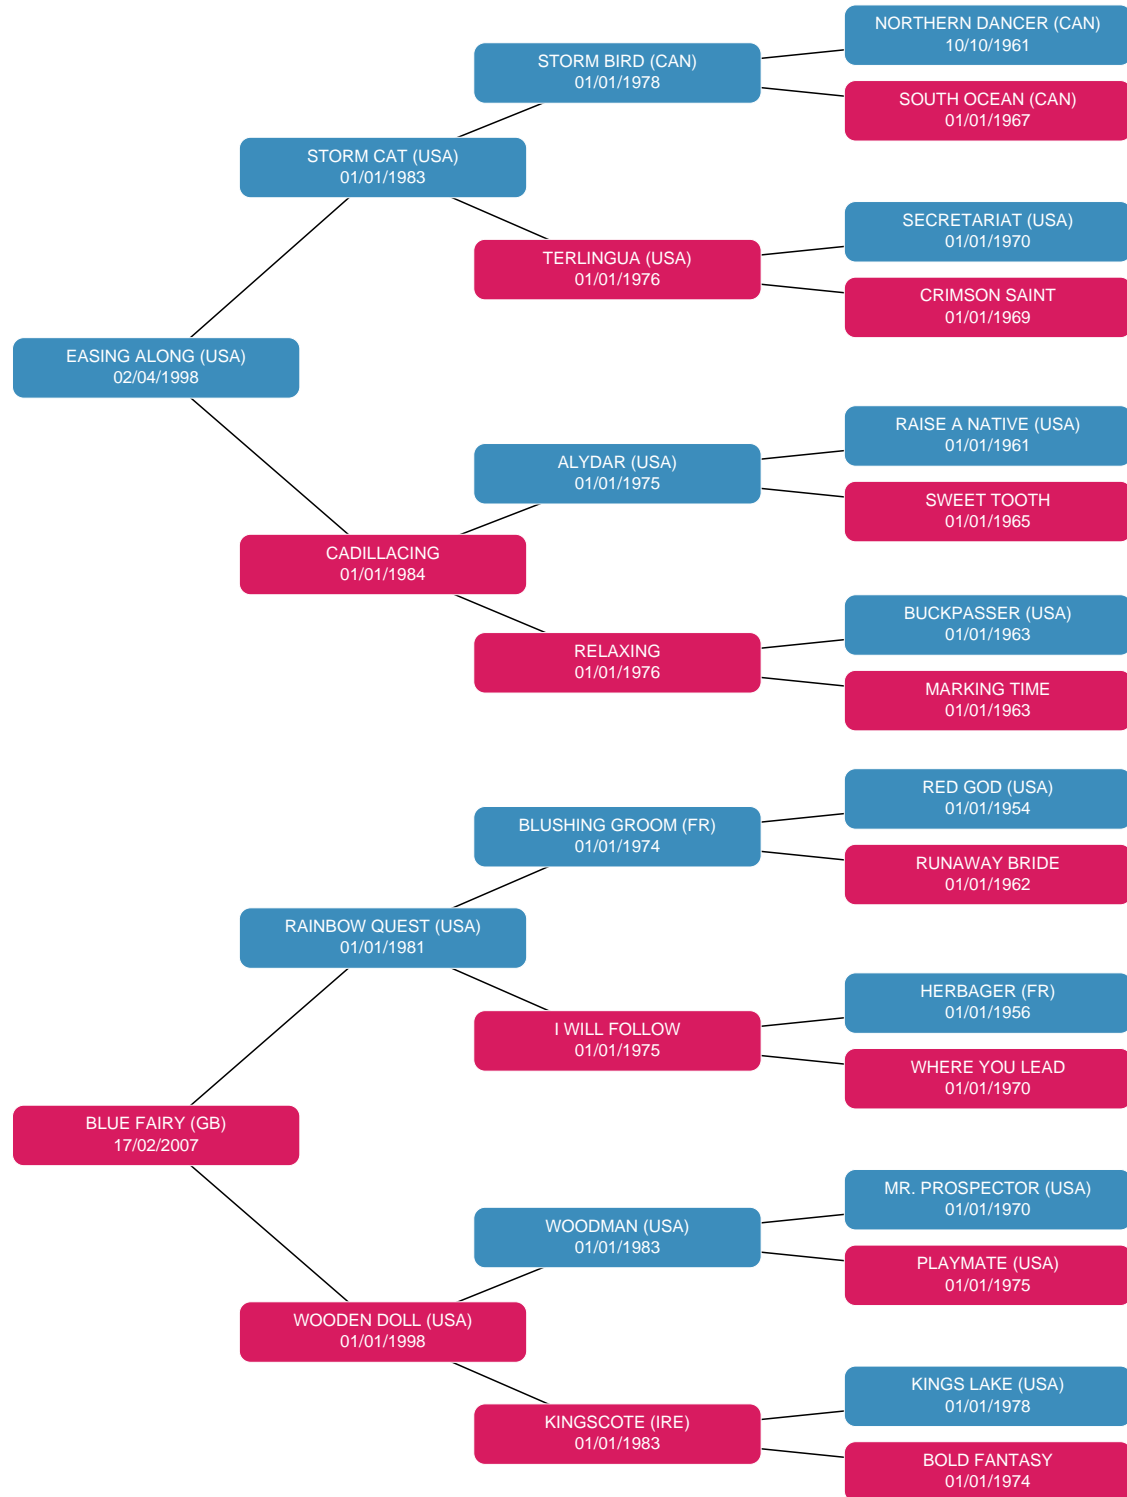 NORTHERN DANCER (CAN)
10/10/1961
STORM BIRD (CAN)
01/01/1978
SOUTH OCEAN (CAN)
01/01/1967
STORM CAT (USA)
01/01/1983
SECRETARIAT (USA)
01/01/1970
TERLINGUA (USA)
01/01/1976
CRIMSON SAINT
01/01/1969
EASING ALONG (USA)
02/04/1998
RAISE A NATIVE (USA)
01/01/1961
ALYDAR (USA)
01/01/1975
SWEET TOOTH
01/01/1965
CADILLACING
01/01/1984
BUCKPASSER (USA)
01/01/1963
RELAXING
01/01/1976
MARKING TIME
01/01/1963
RED GOD (USA)
01/01/1954
BLUSHING GROOM (FR)
01/01/1974
RUNAWAY BRIDE
01/01/1962
RAINBOW QUEST (USA)
01/01/1981
HERBAGER (FR)
01/01/1956
I WILL FOLLOW
01/01/1975
WHERE YOU LEAD
01/01/1970
BLUE FAIRY (GB)
17/02/2007
MR. PROSPECTOR (USA)
01/01/1970
WOODMAN (USA)
01/01/1983
PLAYMATE (USA)
01/01/1975
WOODEN DOLL (USA)
01/01/1998
KINGS LAKE (USA)
01/01/1978
KINGSCOTE (IRE)
01/01/1983
BOLD FANTASY
01/01/1974